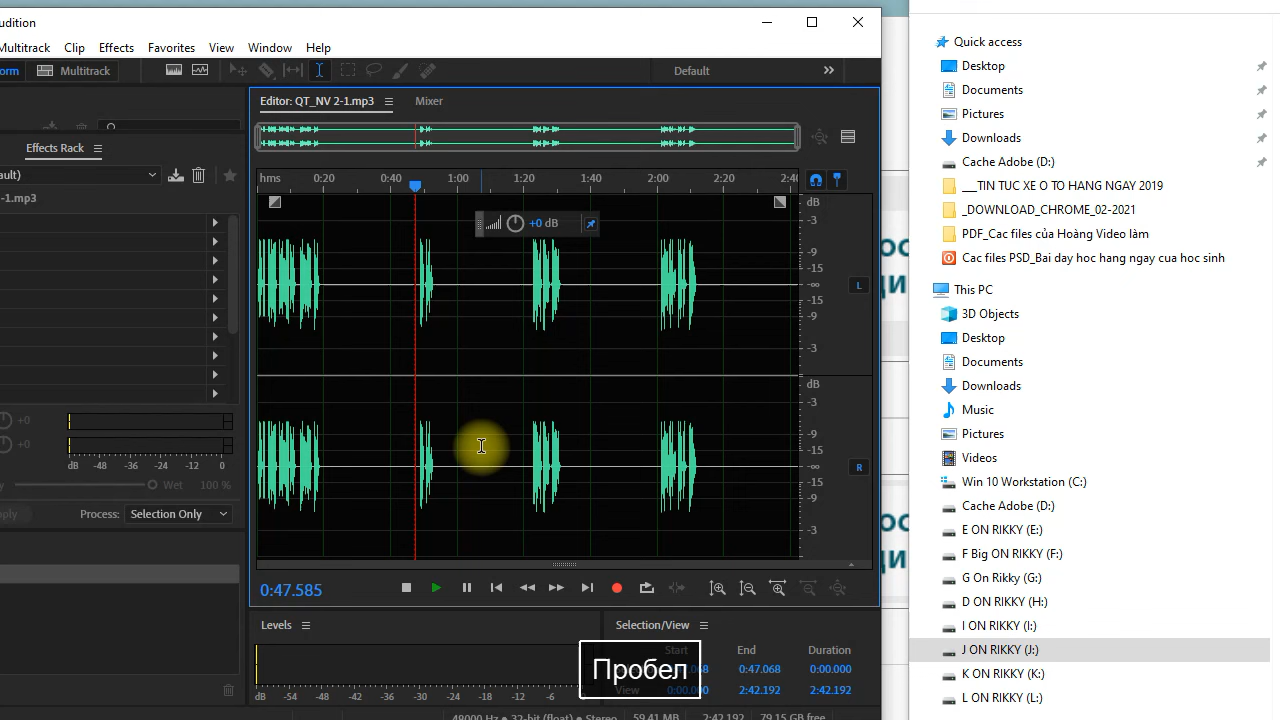 udition
Multitrack Clip Effects Favorites View Window Help
orm Multitrack Default
Editor: QT_NV 2-1.mp3 Mixer
Effects Rack
ault)
-1.mp3
hms 0:20 0:40 1:00 1:20 1:40 2:00 2:20 2:40
+0 dB
dB
-3
-9
-15
-∞
-15
-9
-3
L
dB
-3
-9
-15
-∞
-15
-9
-3
R
+0
+0
dB -48 -36 -24 -12 0
y Wet 100 %
pply Process: Selection Only
0:47.585
Levels
dB -54 -48 -42 -36 -30 -24 -18 -12 -6
Selection/View
Start End Duration
.068 0:47.068 0:00.000
View 0:00.000 2:42.192 2:42.192
Пробел
48000 Hz • 32-bit (float) • Stereo 59.41 MB 2:42.192 79.15 GB free
Quick access
Desktop
Documents
Pictures
Downloads
Cache Adobe (D:)
___TIN TUC XE O TO HANG NGAY 2019
_DOWNLOAD_CHROME_02-2021
PDF_Cac files của Hoàng Video làm
Cac files PSD_Bai day hoc hang ngay cua hoc sinh
This PC
3D Objects
Desktop
Documents
Downloads
Music
Pictures
Videos
Win 10 Workstation (C:)
Cache Adobe (D:)
E ON RIKKY (E:)
F Big ON RIKKY (F:)
G On Rikky (G:)
D ON RIKKY (H:)
I ON RIKKY (I:)
J ON RIKKY (J:)
K ON RIKKY (K:)
L ON RIKKY (L:)